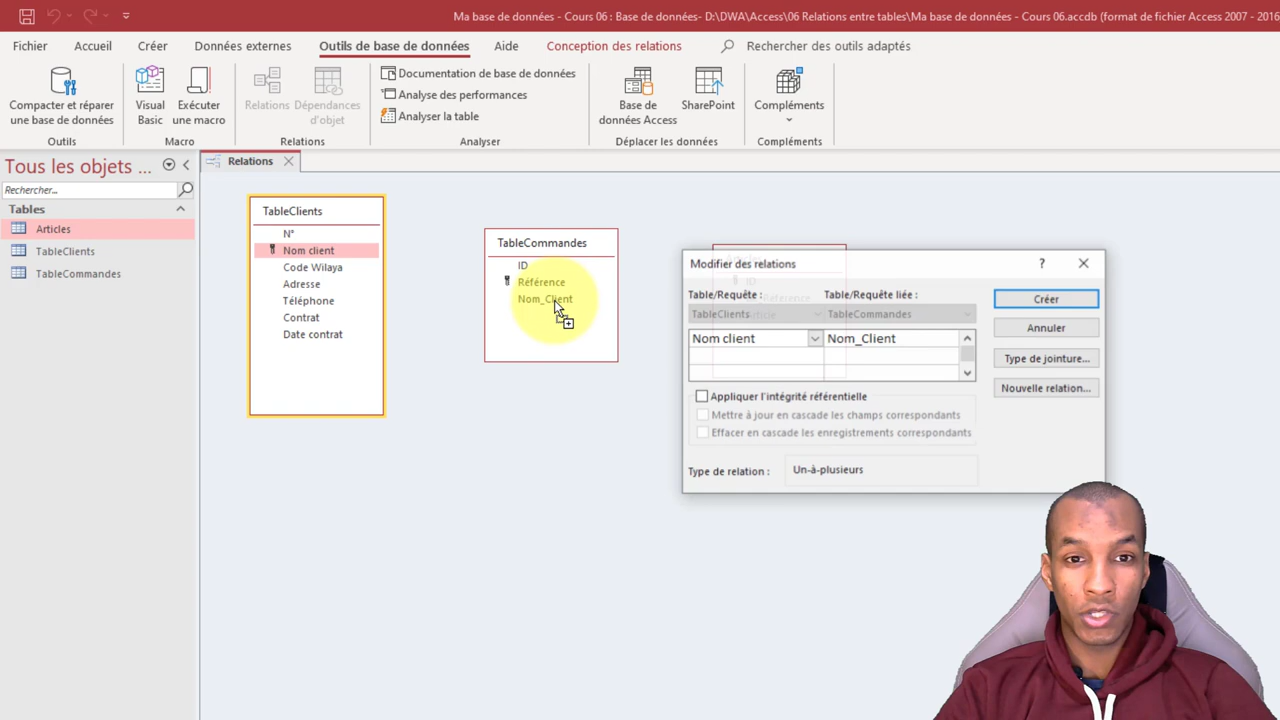 Ma base de données - Cours 06 : Base de données- D:\DWA\Access\06 Relations entre tables\Ma base de données - Cours 06.accdb (format de fichier Access 2007 - 2016
Fichier Accueil Créer Données externes Outils de base de données Aide Conception des relations Rechercher des outils adaptés
Compacter et réparer une base de données
Outils
Visual Basic
Exécuter une macro
Macro
Relations
Dépendances d'objet
Relations
Documentation de base de données
Analyse des performances
Analyser la table
Analyser
Base de données Access
SharePoint
Déplacer les données
Compléments
Compléments
Tous les objets ...
Rechercher...
Tables
Articles
TableClients
TableCommandes
Relations
TableClients
N°
Nom client
Code Wilaya
Adresse
Téléphone
Contrat
Date contrat
TableCommandes
ID
Référence
Nom_Client
Modifier des relations
Table/Requête : Table/Requête liée :
TableClients TableCommandes
Nom client Nom_Client
Appliquer l'intégrité référentielle
Mettre à jour en cascade les champs correspondants
Effacer en cascade les enregistrements correspondants
Type de relation : Un-à-plusieurs
Créer
Annuler
Type de jointure...
Nouvelle relation...